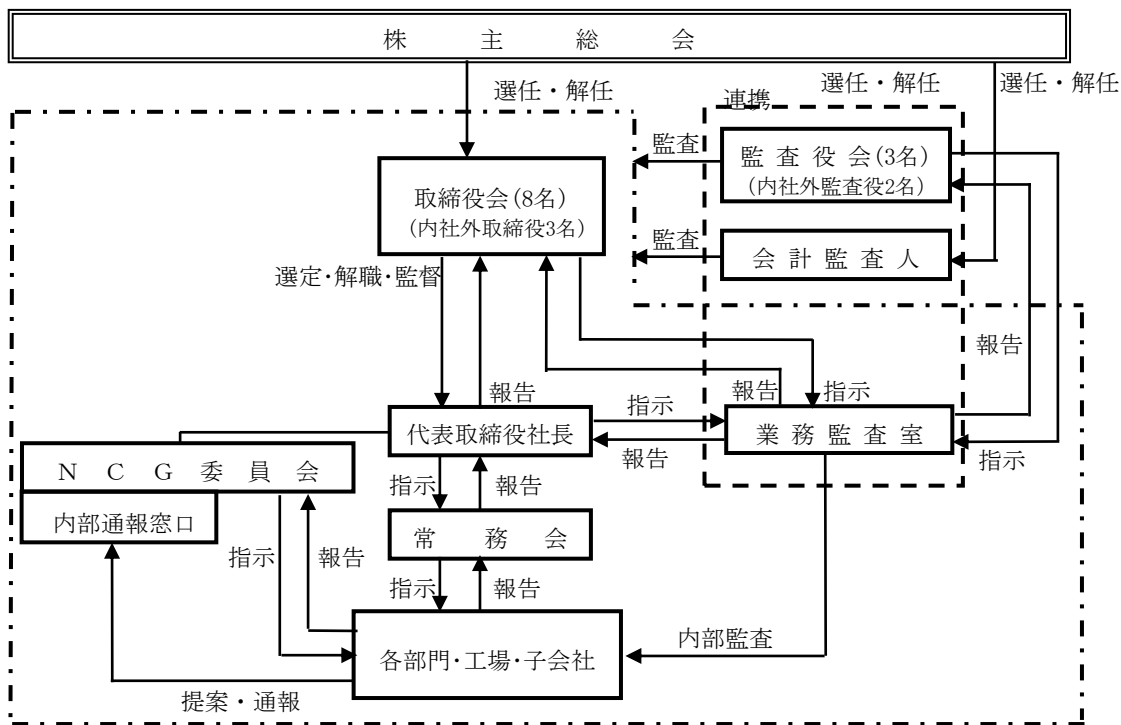 株主総会
選任・解任
選任・解任
選任・解任
連携
監査
監査役会(3名)
(内社外監査役2名)
取締役会(8名)
(内社外取締役3名)
監査
会計監査人
選定・解職・監督
報告
報告
報告
指示
指示
代表取締役社長
業務監査室
報告
指示
NCG委員会
指示
報告
内部通報窓口
常務会
指示
報告
指示
報告
内部監査
各部門・工場・子会社
提案・通報